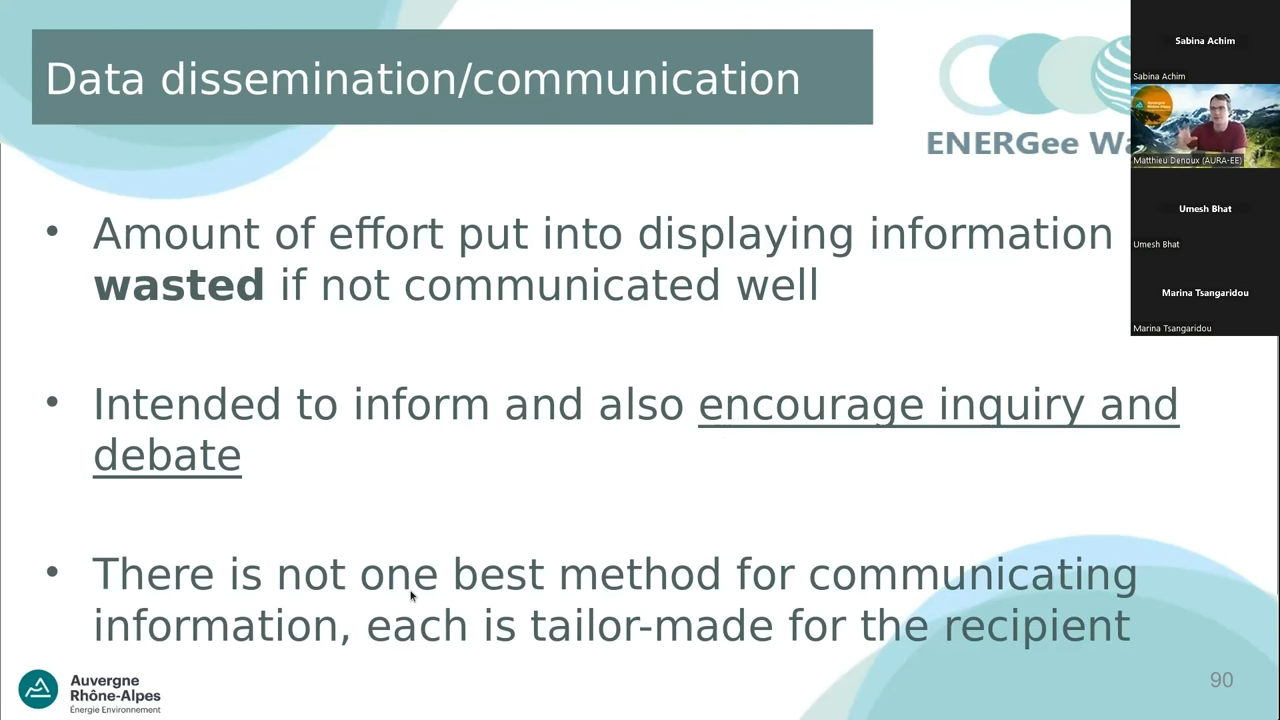 Data dissemination/communication
ENERGee
Sabina Achim
Sabina Achim
Auvergne
Rhône-Alpes
Matthieu Denoux (AURA-EE)
Umesh Bhat
Umesh Bhat
Marina Tsangaridou
Marina Tsangaridou
• Amount of effort put into displaying information
wasted if not communicated well
• Intended to inform and also encourage inquiry and
debate
• There is not one best method for communicating
information, each is tailor-made for the recipient
Auvergne
Rhône-Alpes
Énergie Environnement
90